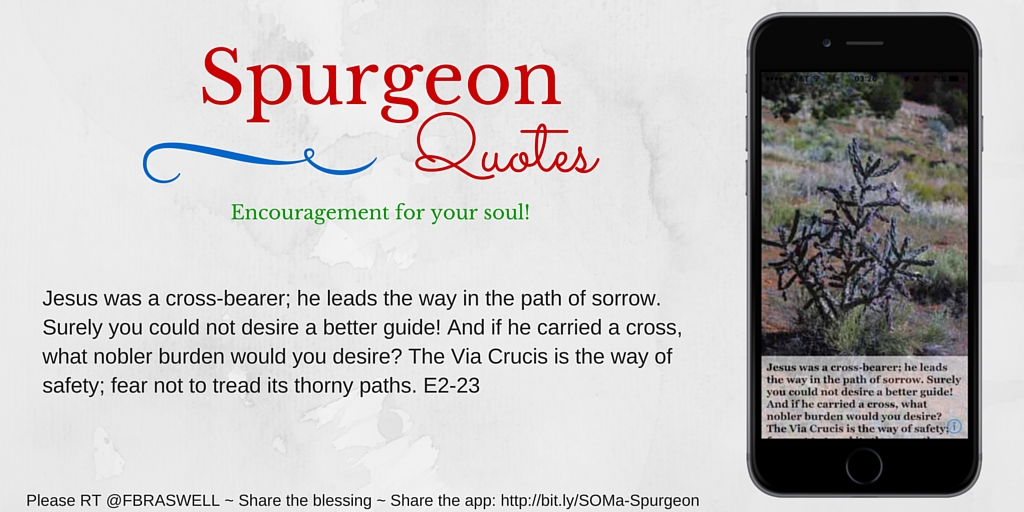 Spurgeon
Quotes
Encouragement for your soul!
Jesus was a cross-bearer; he leads the way in the path of sorrow.
Surely you could not desire a better guide! And if he carried a cross,
what nobler burden would you desire? The Via Crucis is the way of
safety; fear not to tread its thorny paths. E2-23
Please RT @FBRASWELL ~ Share the blessing ~ Share the app: http://bit.ly/SOMa-Spurgeon
03:20
Jesus was a cross-bearer; he leads
the way in the path of sorrow. Surely
you could not desire a better guide!
And if he carried a cross, what
nobler burden would you desire?
The Via Crucis is the way of safety;